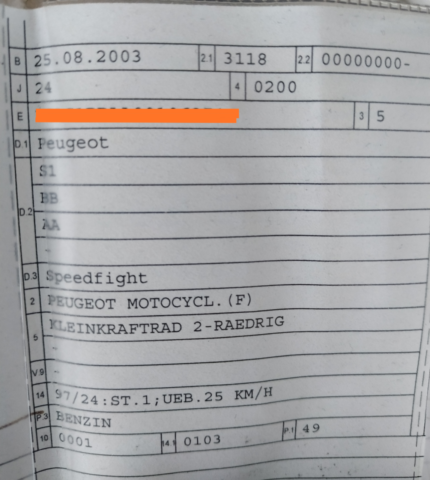 B 25.08.2003 2.1 3118 2.2 00000000-
J 24 4 0200
E 3 5
D.1 Peugeot
S1
D.2 BB
AA
-
D.3 Speedfight
2 PEUGEOT MOTOCYCL.(F)
5 KLEINKRAFTRAD 2-RAEDRIG
-
V.9 -
14 97/24:ST.1;UEB.25 KM/H
P.3 BENZIN
10 0001 14.1 0103 P.1 49